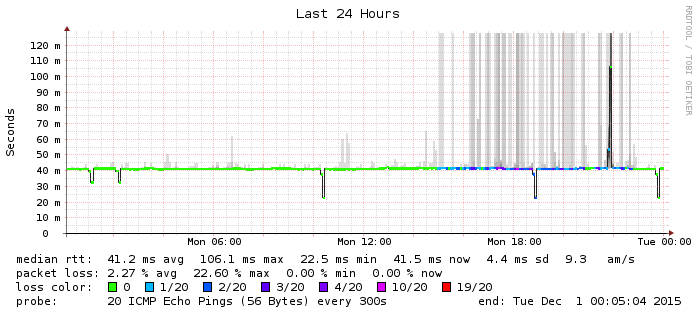 Last 24 Hours
RRDTOOL / TOBI OETIKER
Seconds
120 m
110 m
100 m
90 m
80 m
70 m
60 m
50 m
40 m
30 m
20 m
10 m
0
Mon 06:00 Mon 12:00 Mon 18:00 Tue 00:00
median rtt: 41.2 ms avg 106.1 ms max 22.5 ms min 41.5 ms now 4.4 ms sd 9.3 am/s
packet loss: 2.27 % avg 22.60 % max 0.00 % min 0.00 % now
loss color: 0 1/20 2/20 3/20 4/20 10/20 19/20
probe: 20 ICMP Echo Pings (56 Bytes) every 300s end: Tue Dec 1 00:05:04 2015